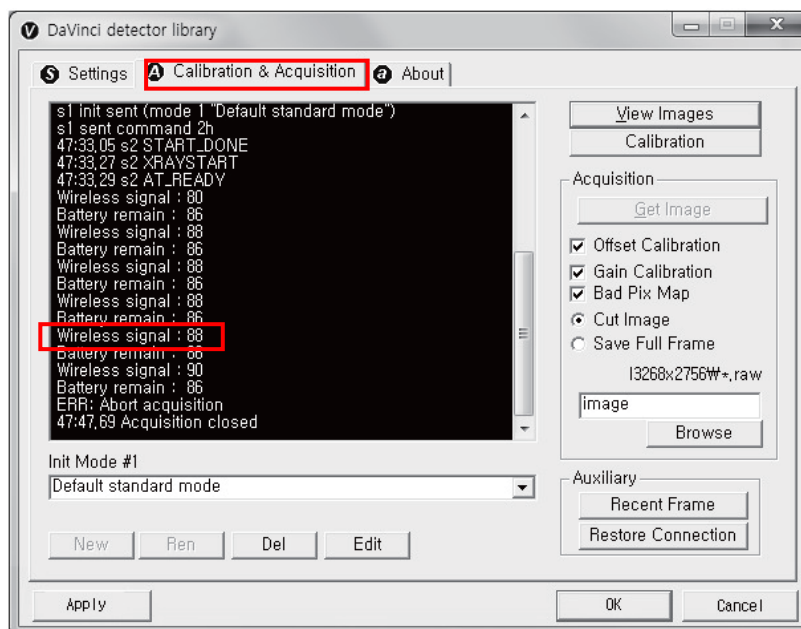 DaVinci detector library
Settings
Calibration & Acquisition
About
s1 init sent (mode 1 "Default standard mode")
s1 sent command 2h
47:33,05 s2 START_DONE
47:33,27 s2 XRAYSTART
47:33,29 s2 AT_READY
Wireless signal : 80
Battery remain : 86
Wireless signal : 88
Battery remain : 86
Wireless signal : 88
Battery remain : 86
Wireless signal : 88
Battery remain : 86
Wireless signal : 88
Battery remain : 86
Wireless signal : 90
Battery remain : 86
ERR: Abort acquisition
47:47,69 Acquisition closed
Init Mode #1
Default standard mode
New
Ren
Del
Edit
View Images
Calibration
Acquisition
Get Image
Offset Calibration
Gain Calibration
Bad Pix Map
Cut Image
Save Full Frame
I3268x2756₩*.raw
image
Browse
Auxiliary
Recent Frame
Restore Connection
Apply
OK
Cancel